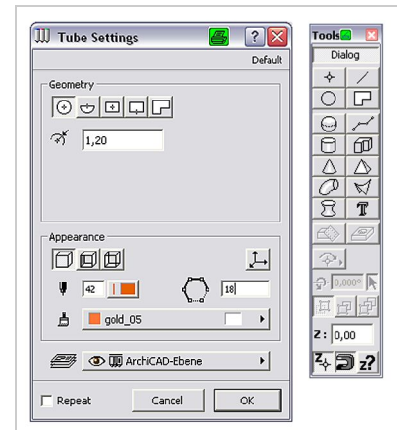 Tube Settings
Default
Geometry
1,20
Appearance
42
18
gold_05
ArchiCAD-Ebene
Repeat
Cancel
OK
Tools
Dialog
T
0,000°
Z: 0,00
Z
z?